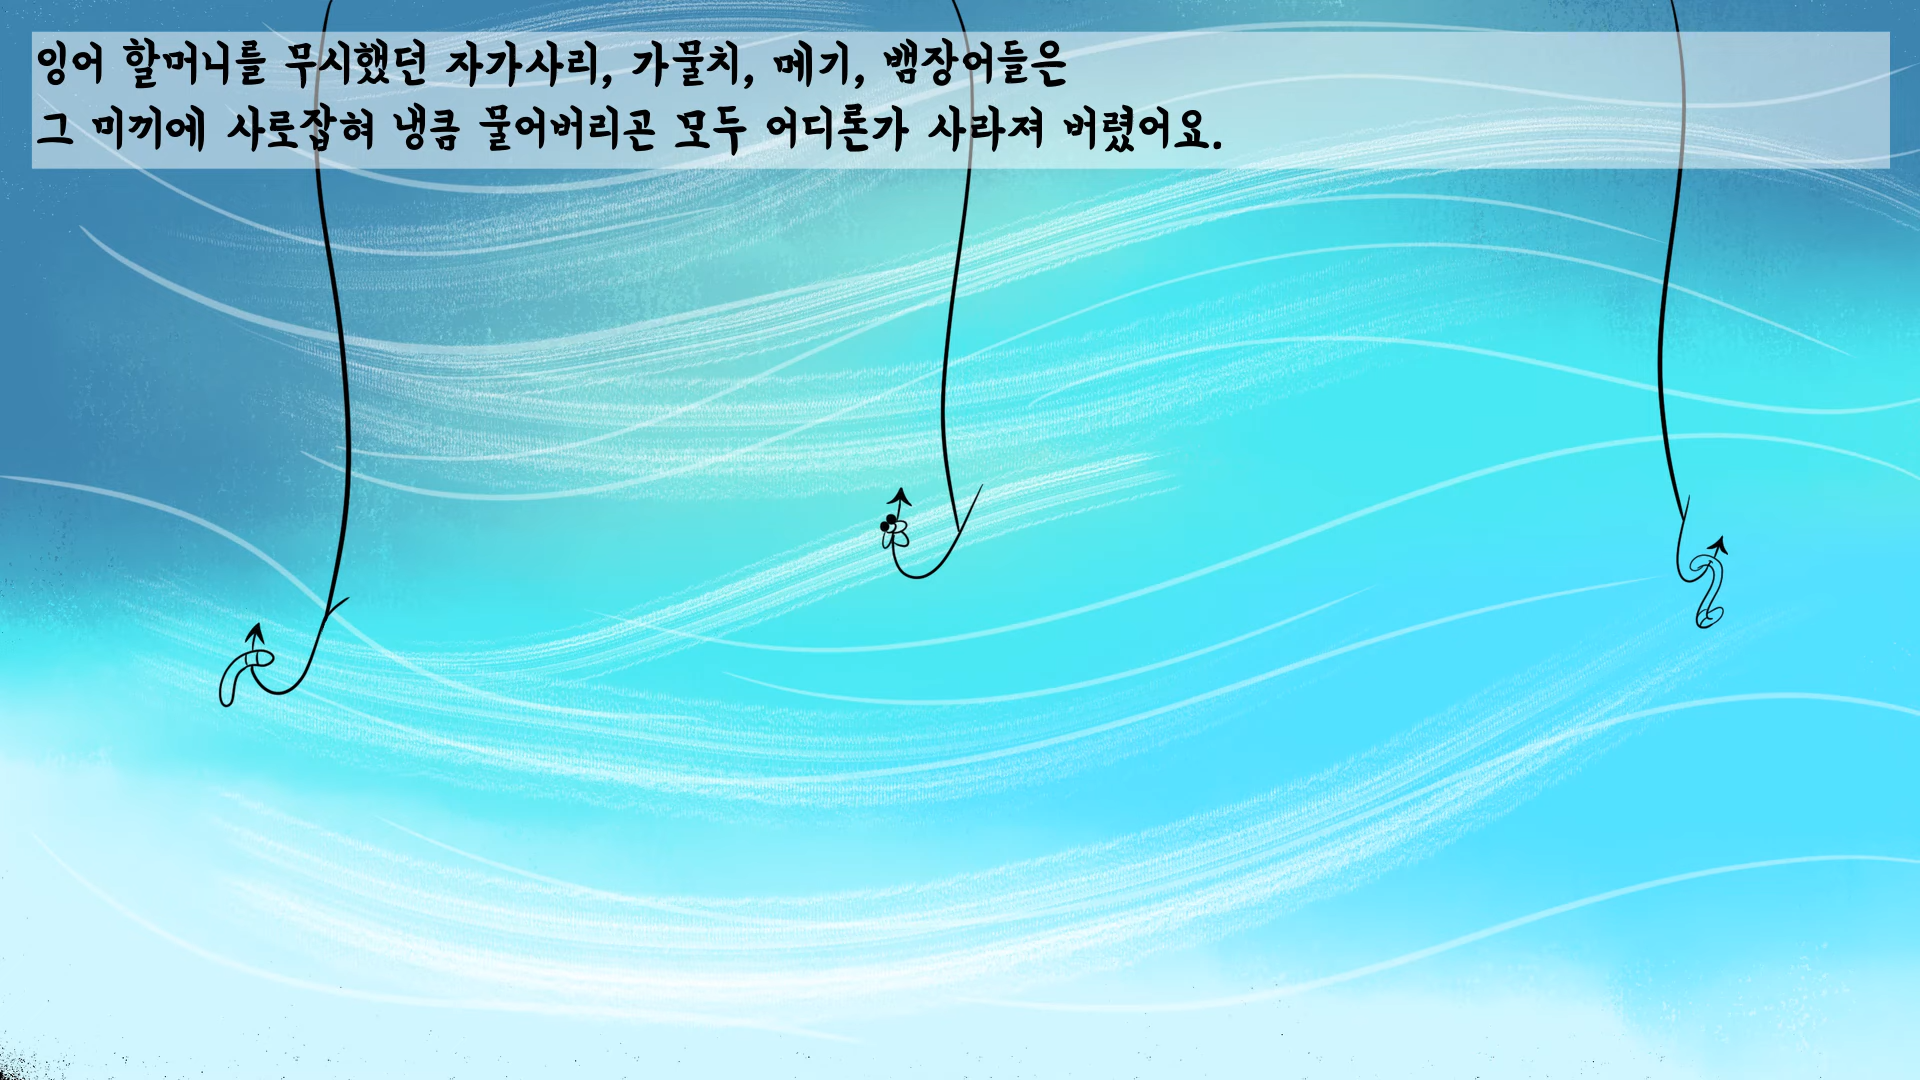 잉어 할머니를 무시했던 자가사리, 가물치, 메기, 뱀장어들은
그 미끼에 사로잡혀 냉큼 물어버리곤 모두 어디론가 사라져 버렸어요.